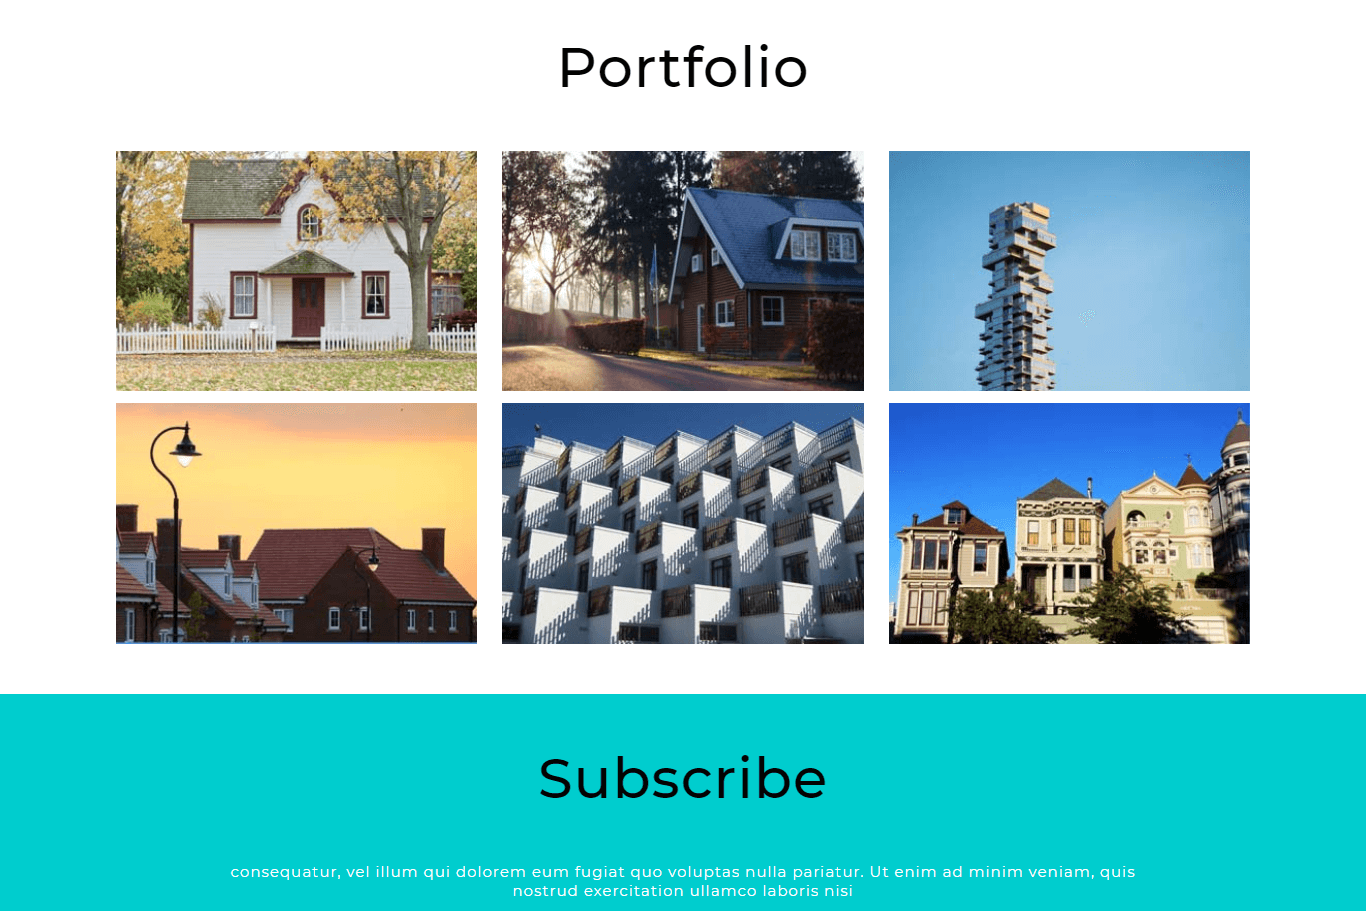 Portfolio
Subscribe
consequatur, vel illum qui dolorem eum fugiat quo voluptas nulla pariatur. Ut enim ad minim veniam, quis
nostrud exercitation ullamco laboris nisi